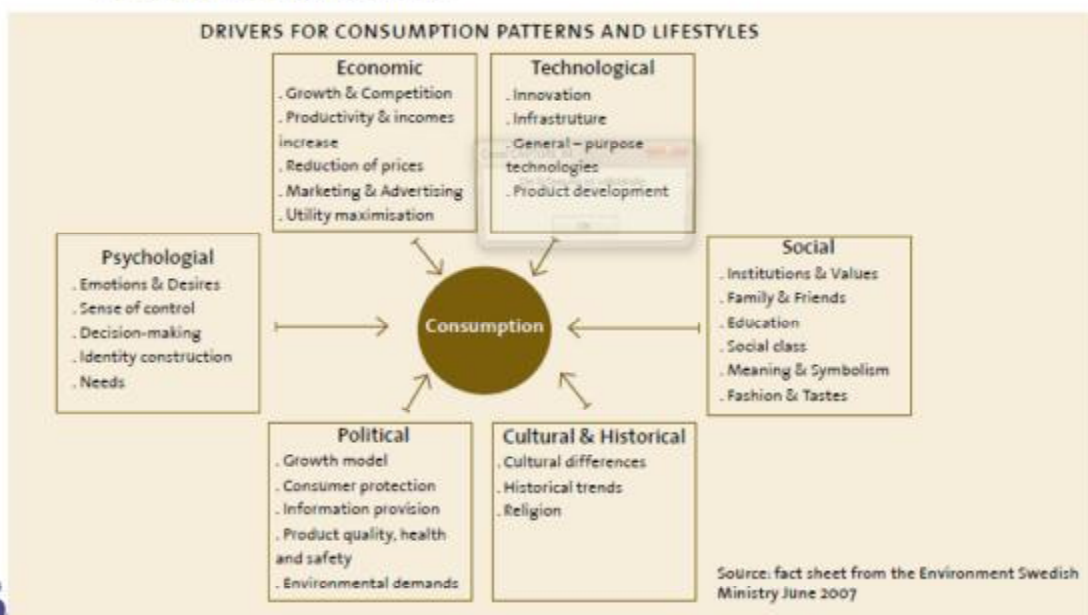 DRIVERS FOR CONSUMPTION PATTERNS AND LIFESTYLES
Economic
. Growth & Competition
. Productivity & incomes
increase
. Reduction of prices
. Marketing & Advertising
. Utility maximisation
Technological
. Innovation
. Infrastruture
. General – purpose
technologies
. Product development
Psychologial
. Emotions & Desires
. Sense of control
. Decision-making
. Identity construction
. Needs
Consumption
Social
. Institutions & Values
. Family & Friends
. Education
. Social class
. Meaning & Symbolism
. Fashion & Tastes
Political
. Growth model
. Consumer protection
. Information provision
. Product quality, health
and safety
. Environmental demands
Cultural & Historical
. Cultural differences
. Historical trends
. Religion
Source: fact sheet from the Environment Swedish
Ministry June 2007